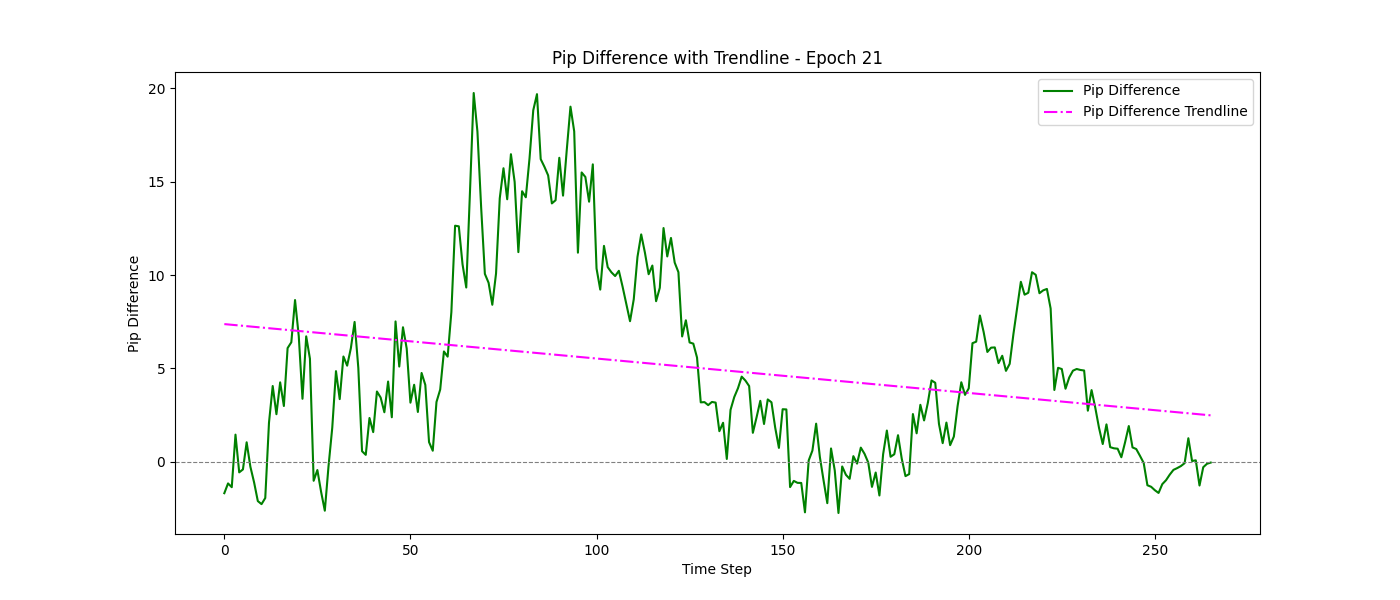 Pip Difference with Trendline - Epoch 21
Pip Difference
Pip Difference Trendline
20
15
10
5
0
Pip Difference
0 50 100 150 200 250
Time Step